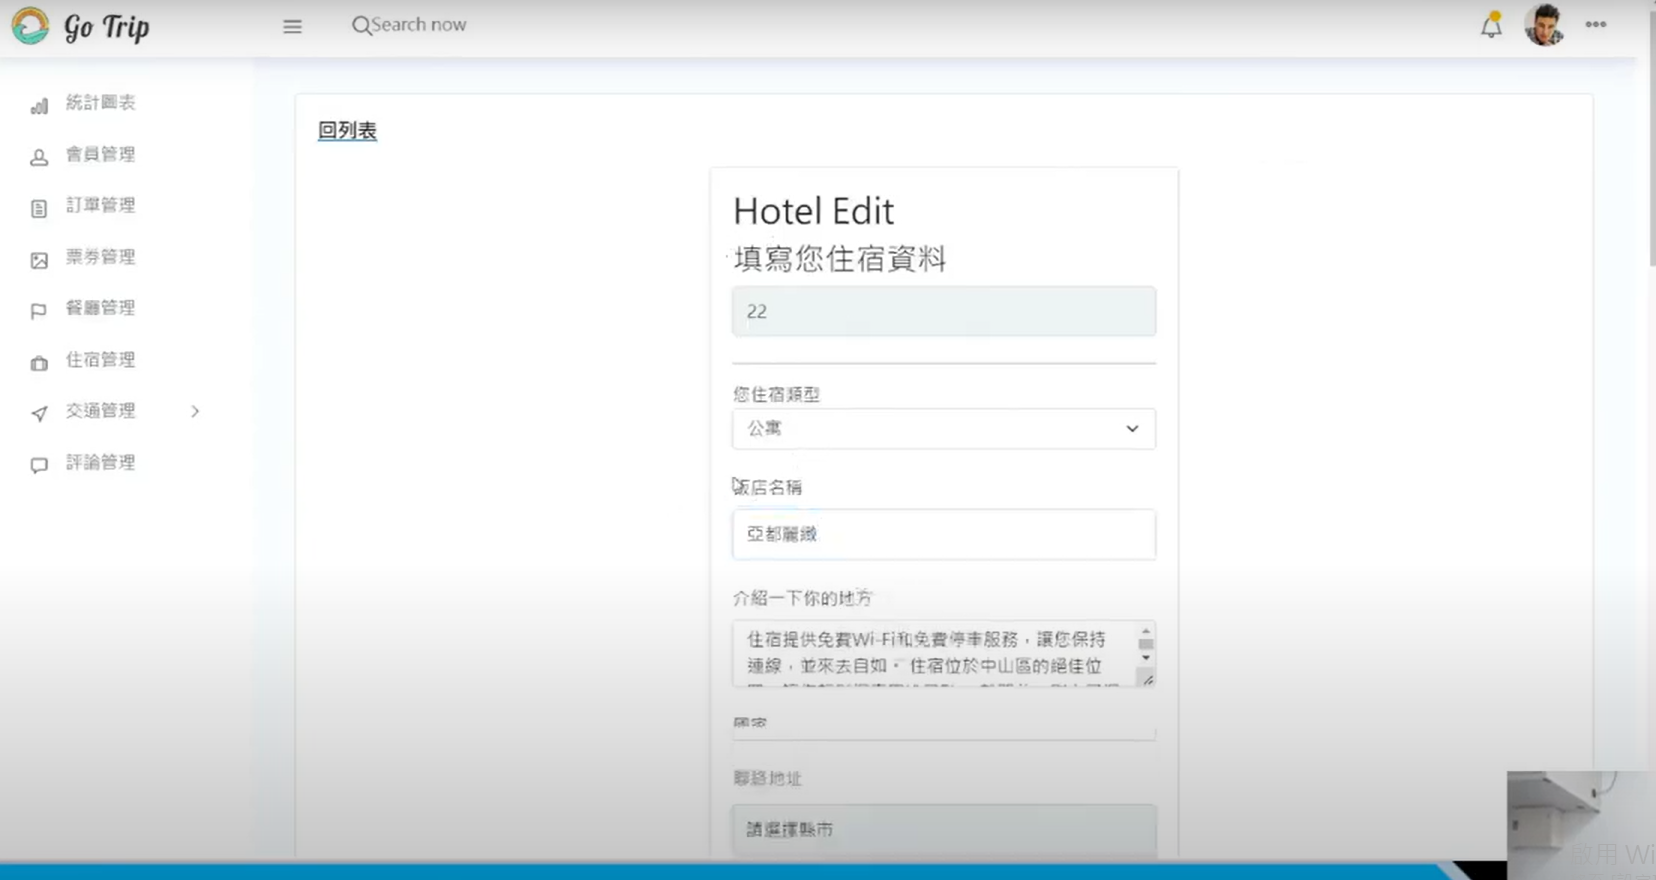 Go Trip
Search now
統計圖表
會員管理
訂單管理
票券管理
餐廳管理
住宿管理
交通管理
評論管理
回列表
Hotel Edit
填寫您住宿資料
22
您住宿類型
公寓
飯店名稱
亞都麗緻
介紹一下你的地方
住宿提供免費Wi-Fi和免費停車服務，讓您保持
連線，並來去自如。 住宿位於中山區的絕佳位
聯絡地址
請選擇縣市
啟用 Wi